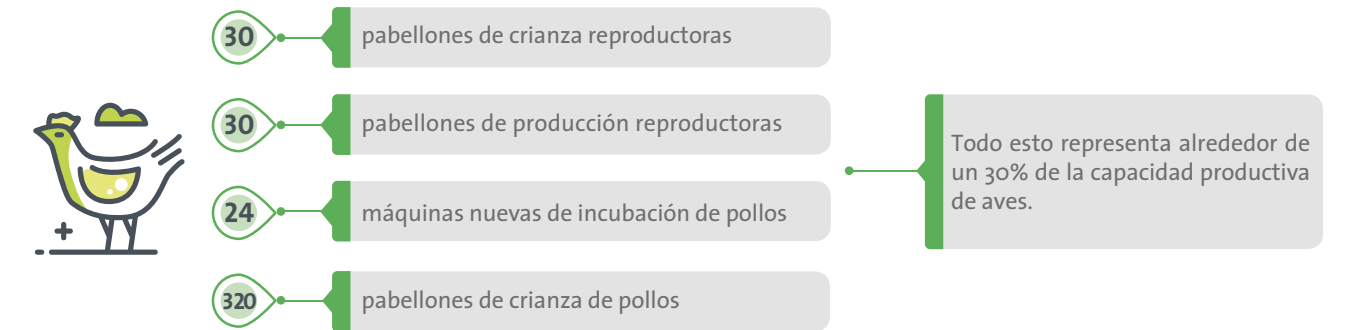 30
pabellones de crianza reproductoras
30
pabellones de producción reproductoras
24
máquinas nuevas de incubación de pollos
320
pabellones de crianza de pollos
Todo esto representa alrededor de
un 30% de la capacidad productiva
de aves.